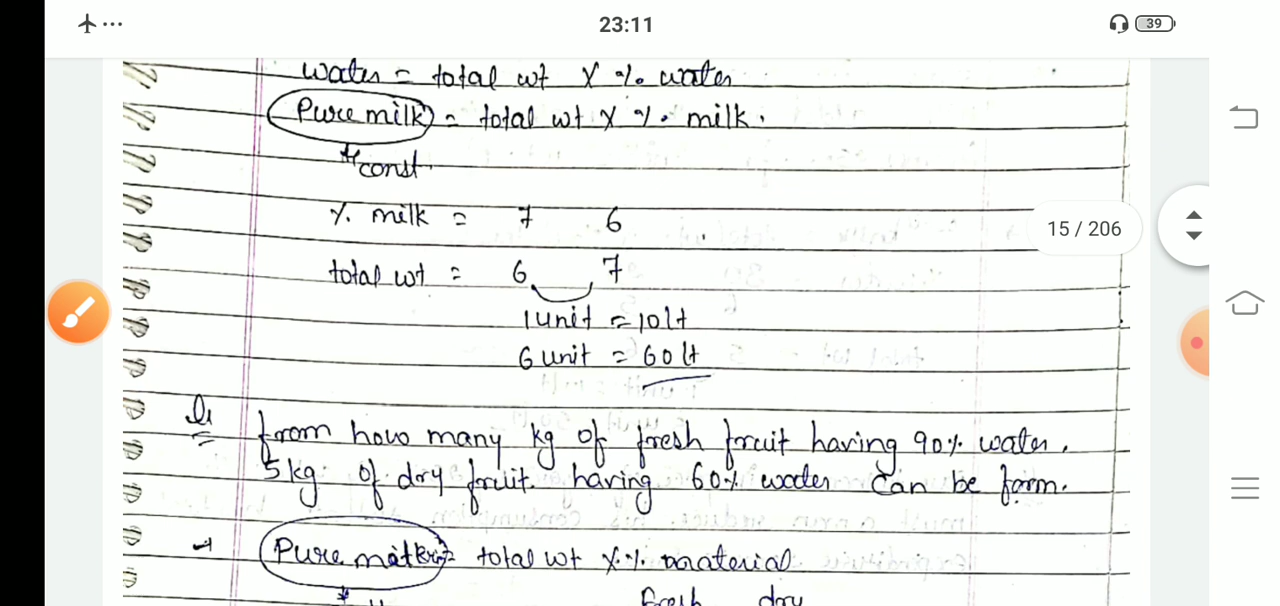 23:11
39
water = total wt X % water
Pure milk = total wt X % milk.
const.
% milk = 7 6
total wt = 6 7
1 unit = 10 lt
6 unit = 60 lt
15 / 206
from how many kg of fresh fruit having 90% water.
5 kg of dry fruit having 60% water can be form.
→ = total wt X % material
fresh dry